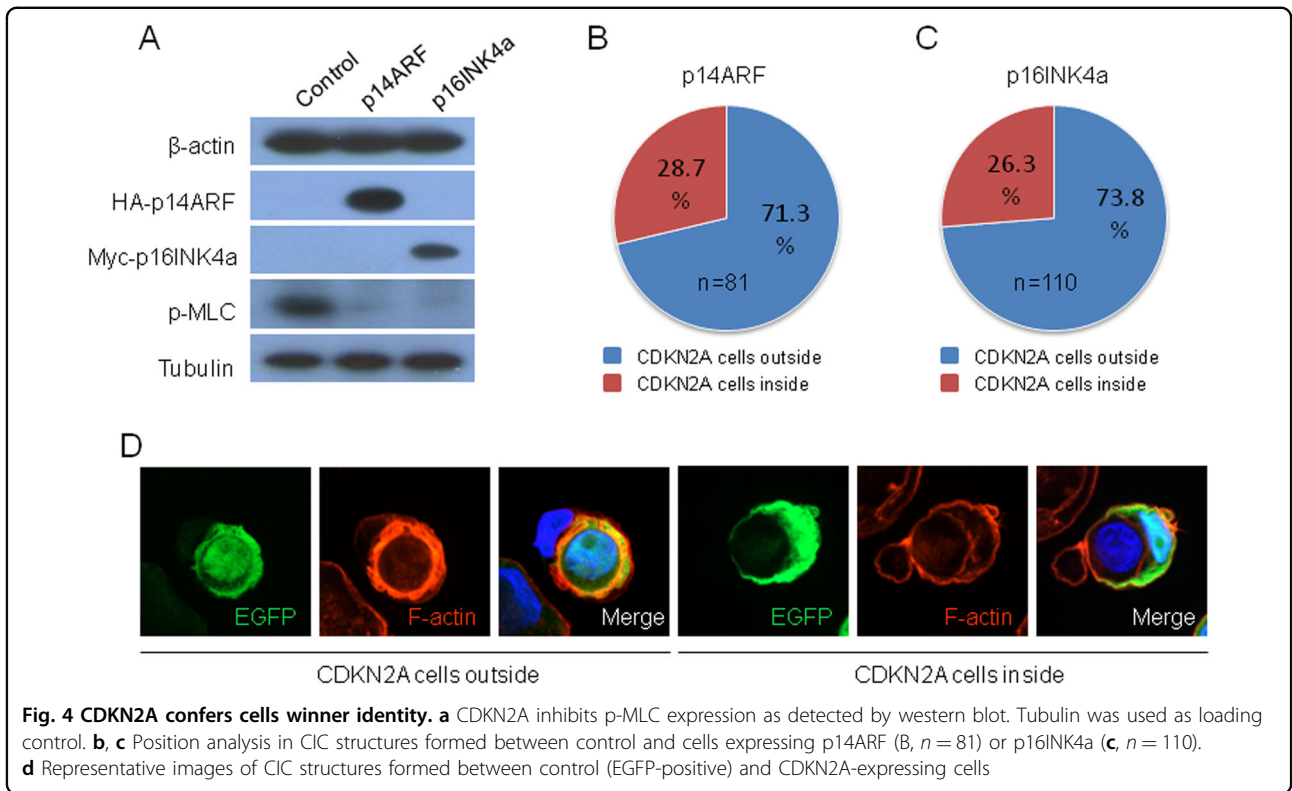 A
B
C
Control
p14ARF
p16INK4a
β-actin
HA-p14ARF
Myc-p16INK4a
p-MLC
Tubulin
p14ARF
28.7
%
71.3
%
n=81
CDKN2A cells outside
CDKN2A cells inside
p16INK4a
26.3
%
73.8
%
n=110
CDKN2A cells outside
CDKN2A cells inside
D
EGFP
F-actin
Merge
EGFP
F-actin
Merge
CDKN2A cells outside
CDKN2A cells inside
Fig. 4 CDKN2A confers cells winner identity. a CDKN2A inhibits p-MLC expression as detected by western blot. Tubulin was used as loading
control. b, c Position analysis in CIC structures formed between control and cells expressing p14ARF (B, n = 81) or p16INK4a (c, n = 110).
d Representative images of CIC structures formed between control (EGFP-positive) and CDKN2A-expressing cells